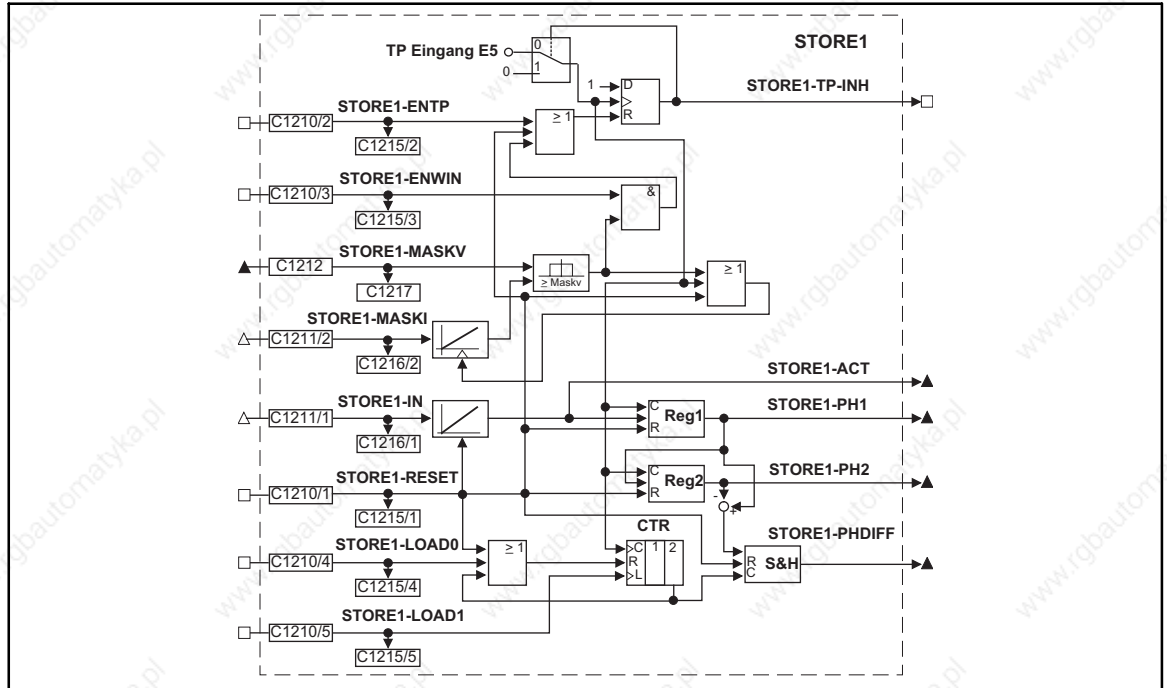 STORE1
TP Eingang E5
0
1
0
1
D
R
STORE1-TP-INH
STORE1-ENTP
C1210/2
C1215/2
≥ 1
STORE1-ENWIN
C1210/3
C1215/3
&
STORE1-MASKV
C1212
C1217
≥ Maskv
≥ 1
STORE1-MASKI
C1211/2
C1216/2
STORE1-ACT
STORE1-IN
C1211/1
C1216/1
C
Reg1
R
STORE1-PH1
STORE1-RESET
C1210/1
C1215/1
C
Reg2
R
STORE1-PH2
-
+
CTR
STORE1-PHDIFF
STORE1-LOAD0
C1210/4
C1215/4
≥ 1
C 1 2
R
L
R S&H
C
STORE1-LOAD1
C1210/5
C1215/5
www.rgbautomatyka.pl